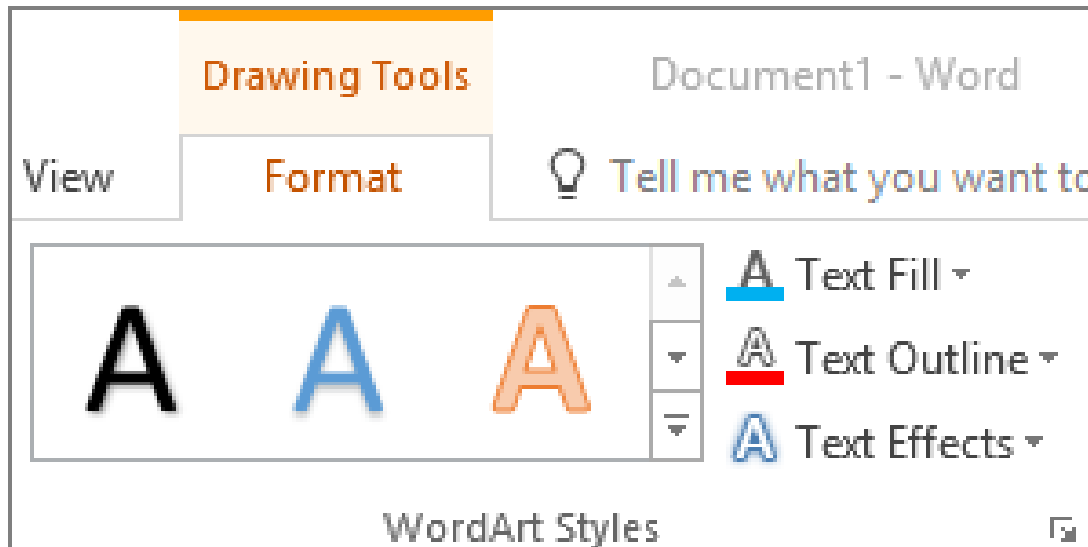 Drawing Tools
Document1 - Word
View
Format
Tell me what you want to
A A A
A Text Fill
A Text Outline
A Text Effects
WordArt Styles